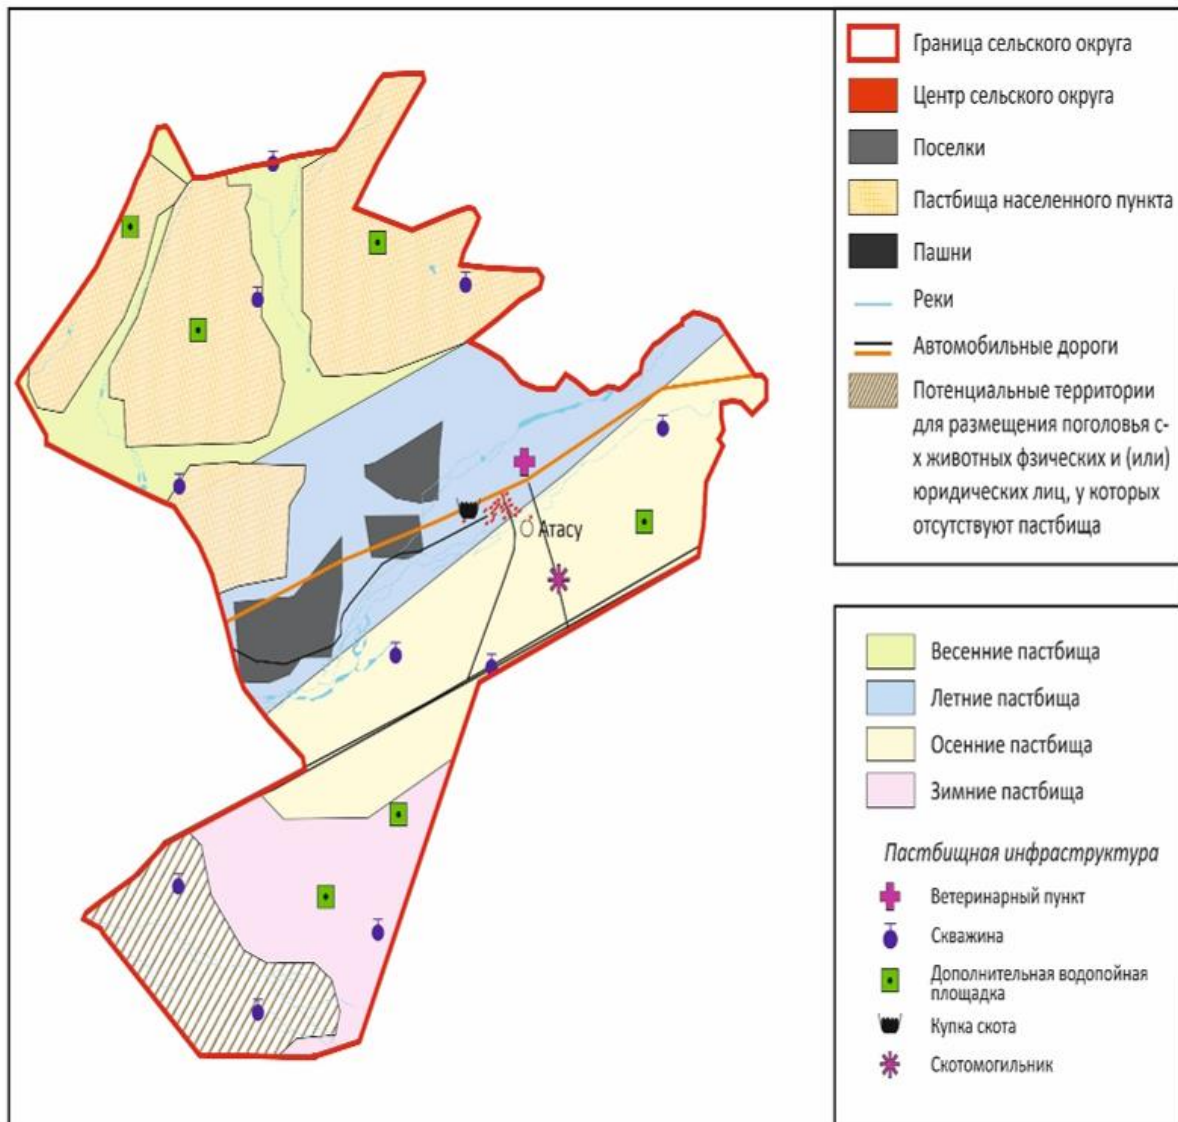 Граница сельского округа
Центр сельского округа
Поселки
Пастбища населенного пункта
Пашни
Реки
Автомобильные дороги
Потенциальные территории
для размещения поголовья с-
х животных фзических и (или)
юридических лиц, у которых
отсутствуют пастбища
Атасу
Весенние пастбища
Летние пастбища
Осенние пастбища
Зимние пастбища
Пастбищная инфраструктура
Ветеринарный пункт
Скважина
Дополнительная водопойная
площадка
Купка скота
Скотомогильник